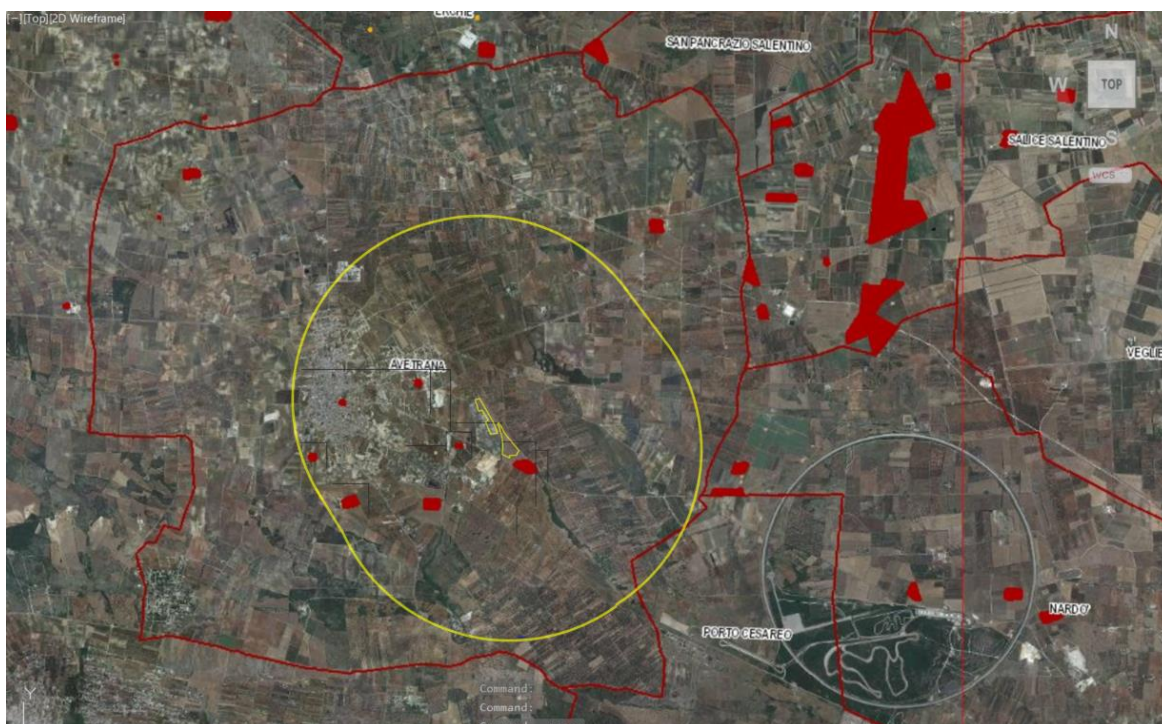 [−][Top][2D Wireframe]
ERCHIE
SAN PANCRAZIO SALENTINO
N
W
TOP
S
SALICE SALENTINO
WCS
VEGLIE
AVETRANA
NARDO'
PORTO CESAREO
Y
Command:
Command: